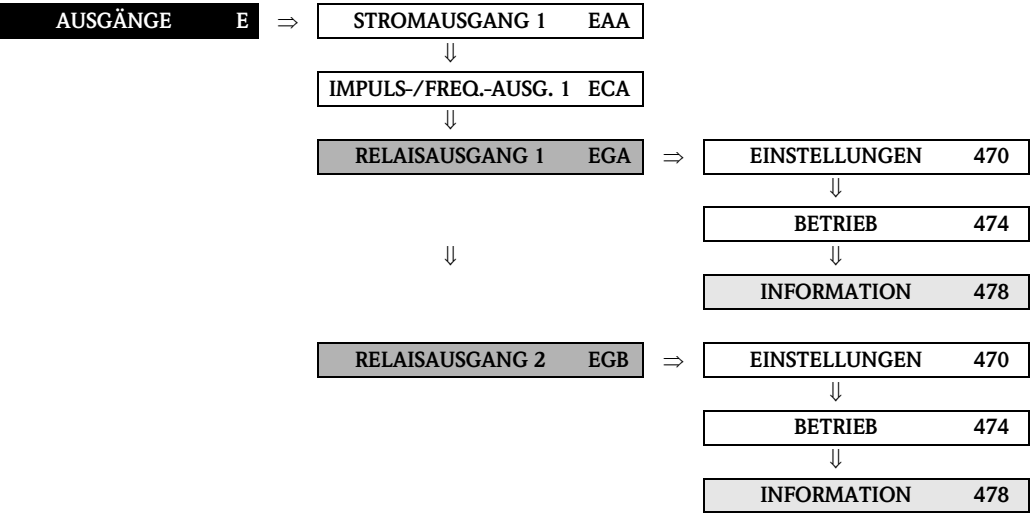 AUSGÄNGE E ⇒ STROMAUSGANG 1 EAA
⇓
IMPULS-/FREQ.-AUSG. 1 ECA
⇓
RELAISAUSGANG 1 EGA ⇒ EINSTELLUNGEN 470
⇓
BETRIEB 474
⇓ ⇓
INFORMATION 478
RELAISAUSGANG 2 EGB ⇒ EINSTELLUNGEN 470
⇓
BETRIEB 474
⇓
INFORMATION 478